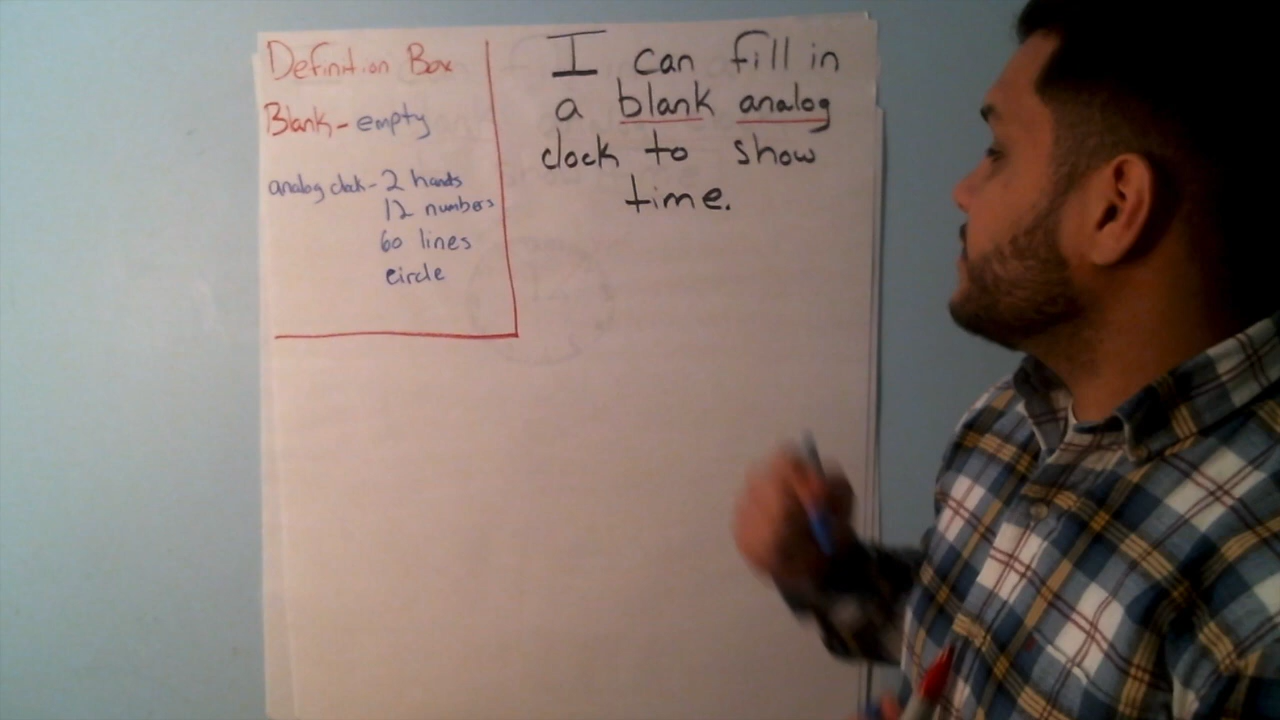 Definition Box
Blank - empty
analog clock - 2 hands
12 numbers
60 lines
circle
I can fill in
a blank analog
clock to show
time.